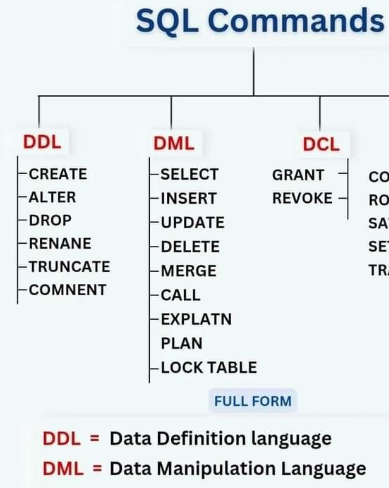 SQL Commands
DDL
CREATE
ALTER
DROP
RENANE
TRUNCATE
COMNENT
DML
SELECT
INSERT
UPDATE
DELETE
MERGE
CALL
EXPLATN
PLAN
LOCK TABLE
DCL
GRANT
REVOKE
CO
RO
SA
SE
TRA
FULL FORM
DDL = Data Definition language
DML = Data Manipulation Language